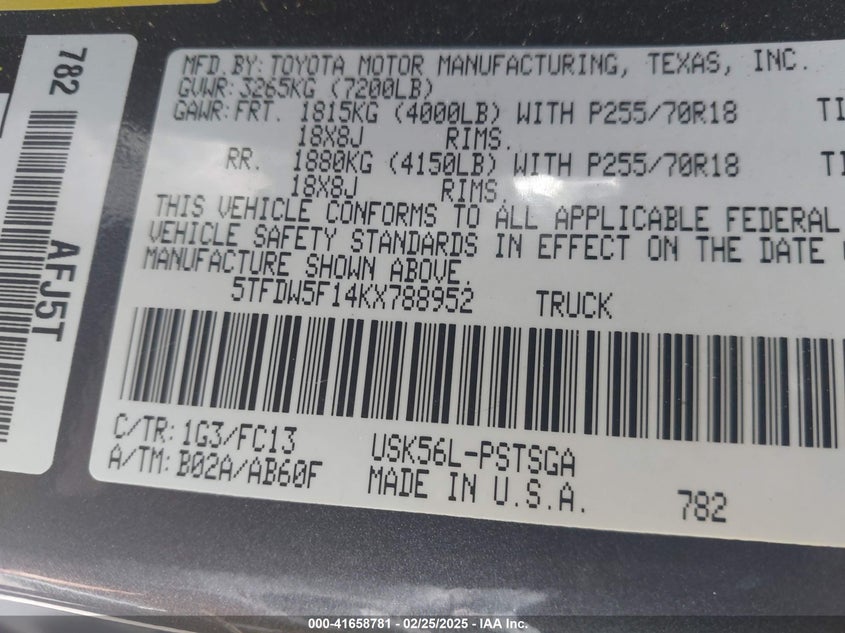 MFD. BY: TOYOTA MOTOR MANUFACTURING, TEXAS, INC.
GVWR: 3265KG (7200LB)
GAWR: FRT. 1815KG (4000LB) WITH P255/70R18 TI
18X8J RIMS.
RR. 1880KG (4150LB) WITH P255/70R18 TI
18X8J RIMS.
THIS VEHICLE CONFORMS TO ALL APPLICABLE FEDERAL
VEHICLE SAFETY STANDARDS IN EFFECT ON THE DATE
MANUFACTURE SHOWN ABOVE.
5TFDW5F14KX788952 TRUCK
C/TR: 1G3/FC13 USK56L-PSTSGA
A/TM: B02A/AB60F MADE IN U.S.A. 782
782
AFJ5T
000-41658781 - 02/25/2025 - IAA Inc.